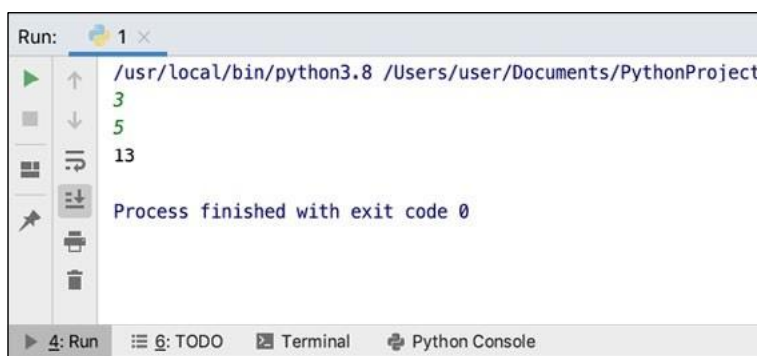 Run: 1
/usr/local/bin/python3.8 /Users/user/Documents/PythonProject
3
5
13
Process finished with exit code 0
4: Run 6: TODO Terminal Python Console